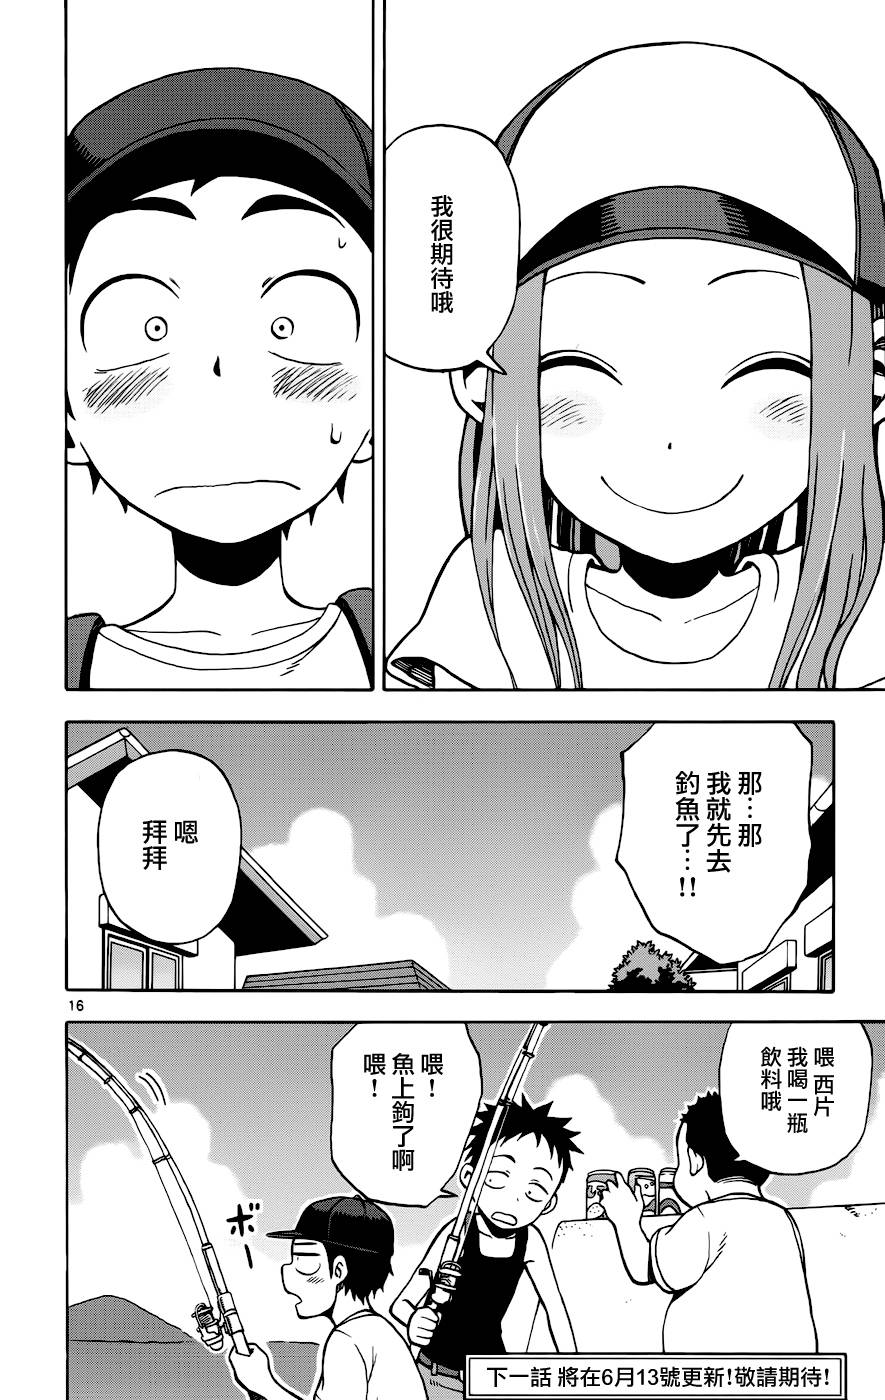 我很期待哦
那…那
我就先去
釣魚了…!!
嗯
拜拜
16
喂 西片
我喝一瓶
飲料哦
喂！
魚上鉤了啊
喂！
ボー
下一話 將在6月13號更新!敬請期待!